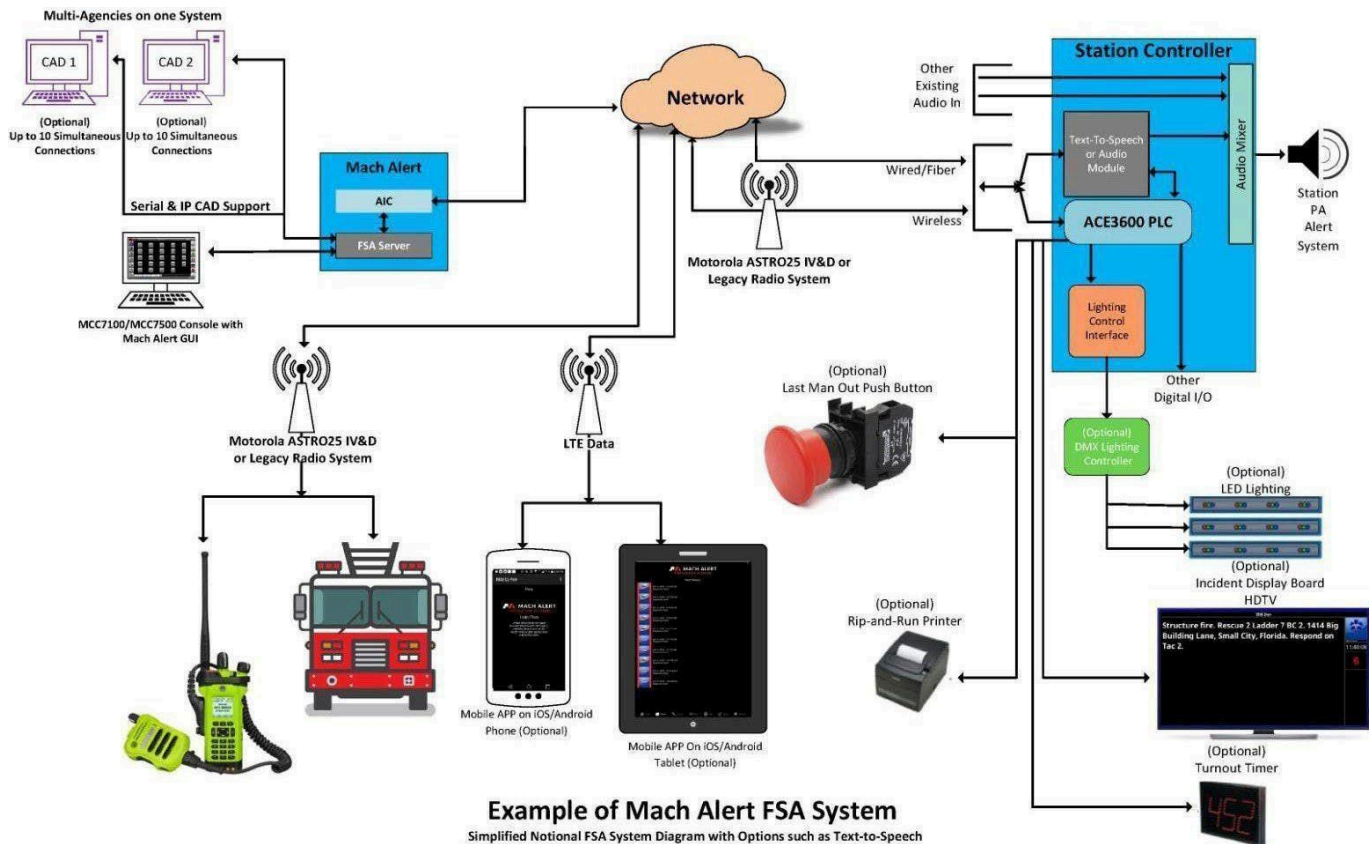 Multi-Agencies on one System
CAD 1
CAD 2
(Optional)
Up to 10 Simultaneous
Connections
(Optional)
Up to 10 Simultaneous
Connections
Serial & IP CAD Support
MCC7100/MCC7500 Console with
Mach Alert GUI
Mach Alert
AIC
FSA Server
Network
Motorola ASTRO25 IV&D or
Legacy Radio System
Wired/Fiber
Wireless
Other
Existing
Audio In
Station Controller
Text-To-Speech
or Audio
Module
ACE3600 PLC
Audio Mixer
Lighting
Control
Interface
Other
Digital I/O
Station
PA
Alert
System
Motorola ASTRO25 IV&D
or Legacy Radio System
LTE Data
(Optional)
Last Man Out Push Button
(Optional)
DMX Lighting
Controller
(Optional)
LED Lighting
(Optional)
Incident Display Board
HDTV
Structure fire. Rescue 2 Ladder 7 BC 2. 1414 Big
Building Lane, Small City, Florida. Respond on
Tac 2.
6
(Optional)
Rip-and-Run Printer
(Optional)
Turnout Timer
452
MACH ALERT
MACH ALERT
Mobile APP on iOS/Android
Phone (Optional)
Mobile APP On iOS/Android
Tablet (Optional)
Example of Mach Alert FSA System
Simplified Notional FSA System Diagram with Options such as Text-to-Speech